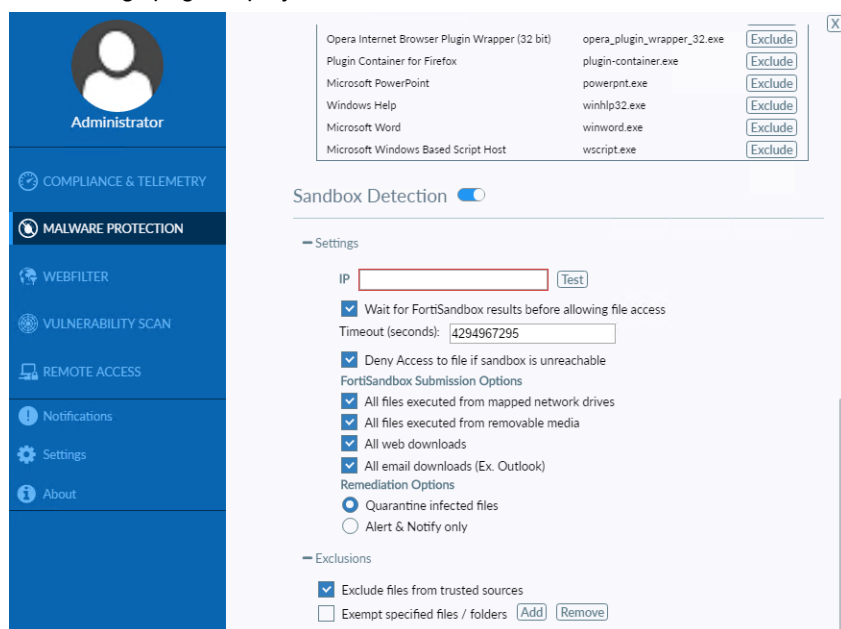 X
Opera Internet Browser Plugin Wrapper (32 bit) opera_plugin_wrapper_32.exe Exclude
Plugin Container for Firefox plugin-container.exe Exclude
Microsoft PowerPoint powerpnt.exe Exclude
Windows Help winhlp32.exe Exclude
Microsoft Word winword.exe Exclude
Microsoft Windows Based Script Host wscript.exe Exclude
Administrator
COMPLIANCE & TELEMETRY
MALWARE PROTECTION
WEBFILTER
VULNERABILITY SCAN
REMOTE ACCESS
Notifications
Settings
About
Sandbox Detection
Settings
IP Test
Wait for FortiSandbox results before allowing file access
Timeout (seconds): 4294967295
Deny Access to file if sandbox is unreachable
FortiSandbox Submission Options
All files executed from mapped network drives
All files executed from removable media
All web downloads
All email downloads (Ex. Outlook)
Remediation Options
Quarantine infected files
Alert & Notify only
Exclusions
Exclude files from trusted sources
Exempt specified files / folders Add Remove